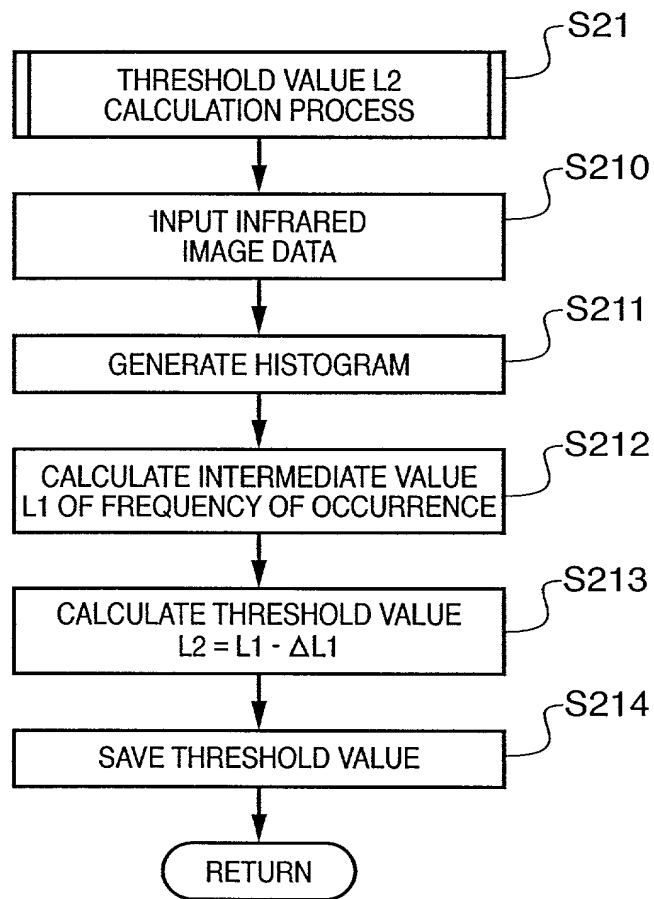 S21
THRESHOLD VALUE L2
CALCULATION PROCESS
S210
INPUT INFRARED
IMAGE DATA
S211
GENERATE HISTOGRAM
S212
CALCULATE INTERMEDIATE VALUE
L1 OF FREQUENCY OF OCCURRENCE
S213
CALCULATE THRESHOLD VALUE
L2 = L1 - ΔL1
S214
SAVE THRESHOLD VALUE
RETURN